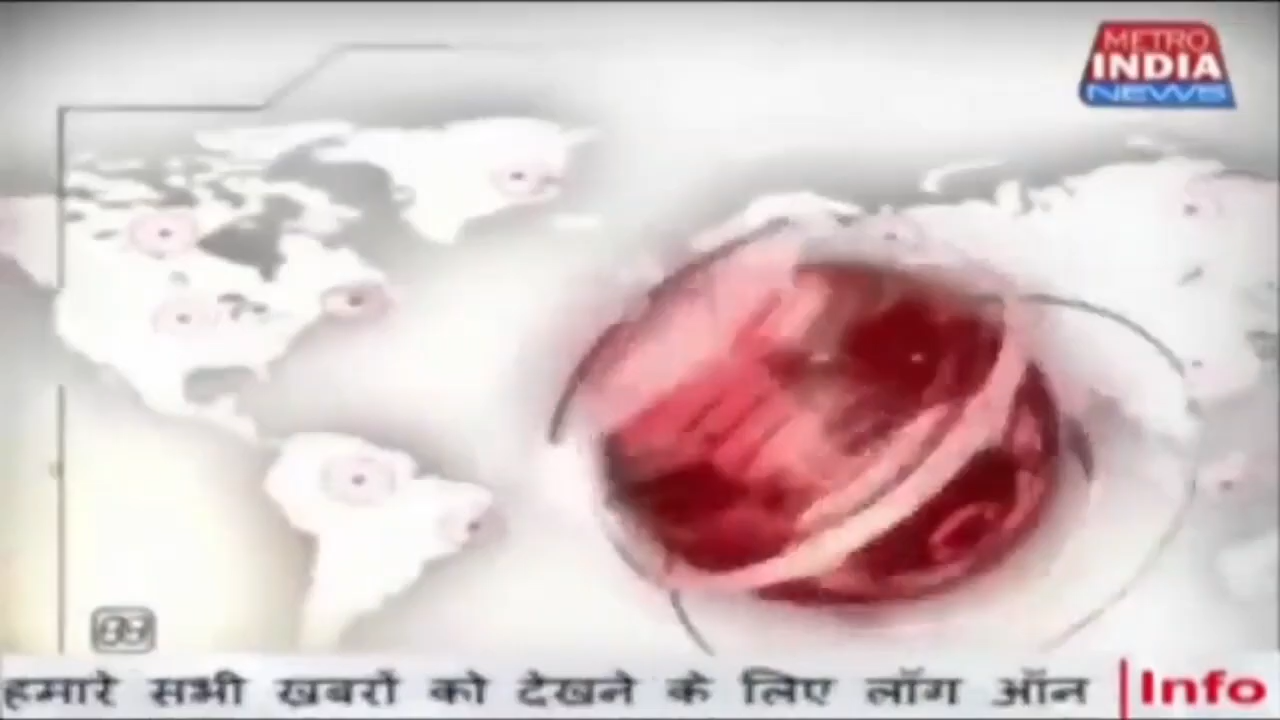 METRO
INDIA
NEWS
हमारे सभी खबरों को देखने के लिए लॉग ऑन
Info